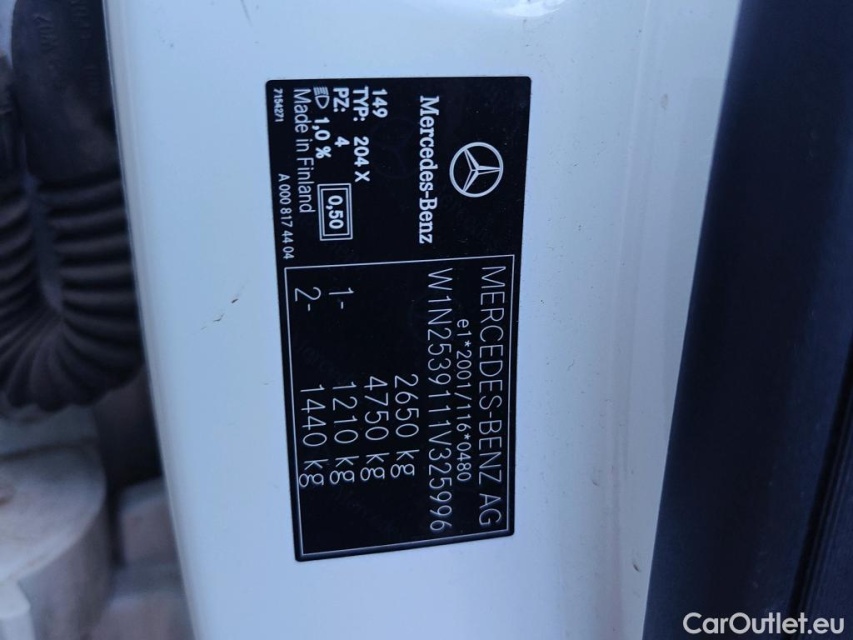 Mercedes-Benz
149
TYP: 204 X
PZ: 4
1,0 %
0,50
Made in Finland
7154271
A 000 817 44 04
MERCEDES-BENZ AG
e1*2001/116*0480
W1N2539111V325996
2650 kg
4750 kg
1- 1210 kg
2- 1440 kg
CarOutlet.eu